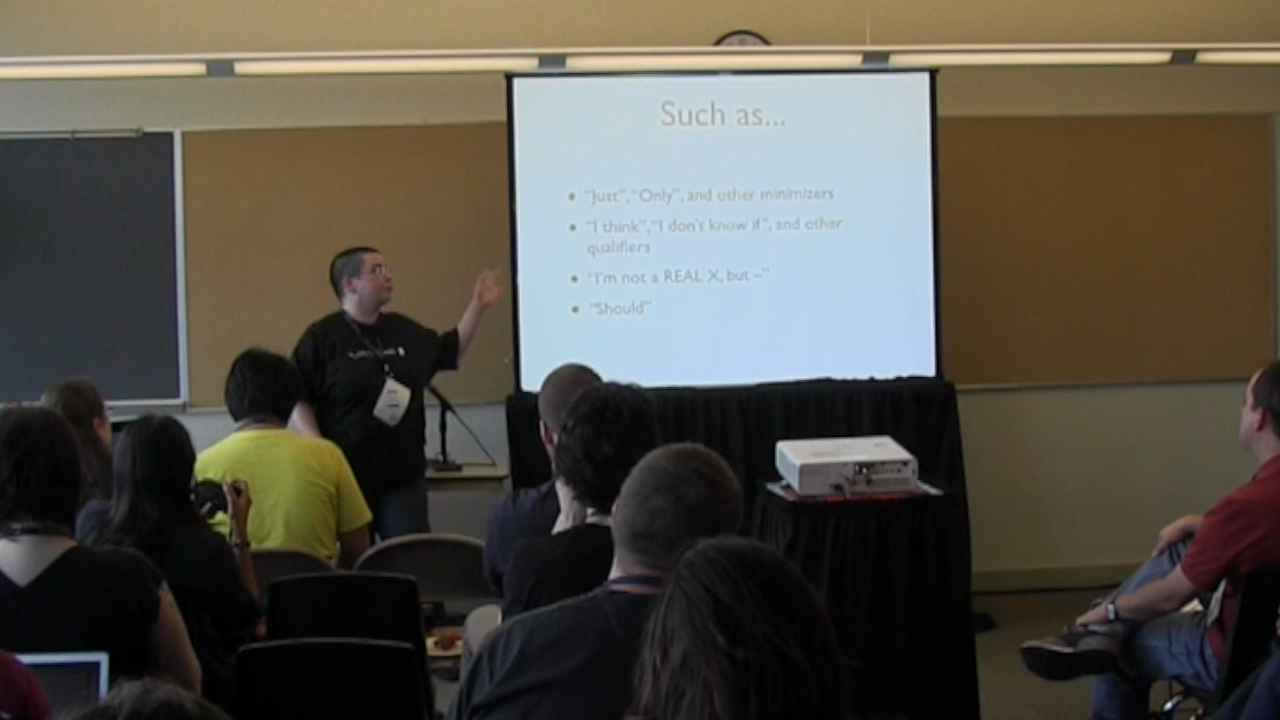 Such as...
• "Just", "Only", and other minimizers
• "I think", "I don't know if", and other
qualifiers
• "I'm not a REAL X, but –"
• "Should"